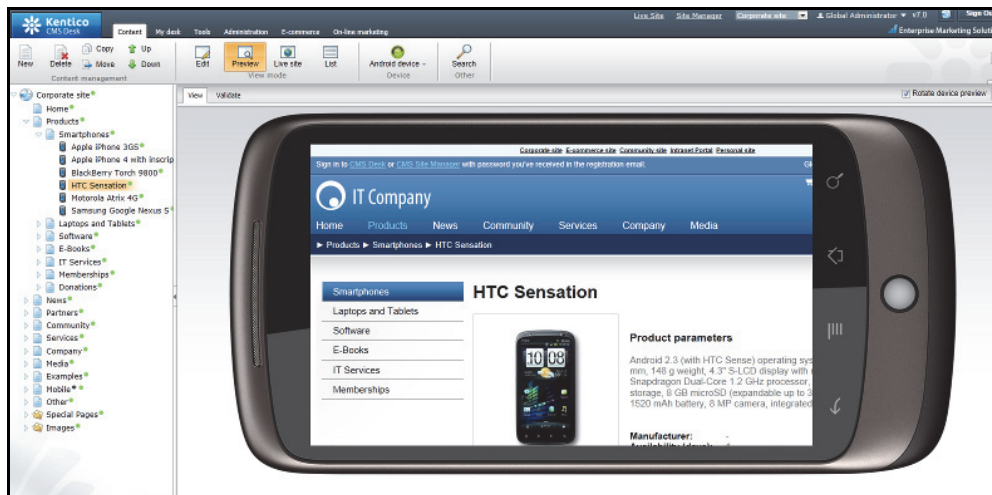 Kentico CMS Desk
Content My desk Tools Administration E-commerce On-line marketing
Live Site Site Manager Corporate site Global Administrator v7.0 Sign Ou
Enterprise Marketing Soluti
New Delete Copy Move Up Down
Content management
Edit Preview Live site List
View mode
Android device
Device
Search
Other
View Validate
Rotate device preview
Corporate site
Home
Products
Smartphones
Apple iPhone 3GS
Apple iPhone 4 with inscrip
BlackBerry Torch 9800
HTC Sensation
Motorola Atrix 4G
Samsung Google Nexus S
Laptops and Tablets
Software
E-Books
IT Services
Memberships
Donations
News
Partners
Community
Services
Company
Media
Examples
Mobile
Other
Special Pages
Images
Corporate site E-commerce site Community site Intranet Portal Personal site
Sign in to CMS Desk or CMS Site Manager with password you've received in the registration email.
IT Company
Home Products News Community Services Company Media
Products Smartphones HTC Sensation
Smartphones
Laptops and Tablets
Software
E-Books
IT Services
Memberships
HTC Sensation
10 08
Product parameters
Android 2.3 (with HTC Sense) operating sys
mm, 148 g weight, 4.3" S-LCD display with
Snapdragon Dual-Core 1.2 GHz processor,
storage, 8 GB microSD (expandable up to 3
1520 mAh battery, 8 MP camera, integrated
Manufacturer: -